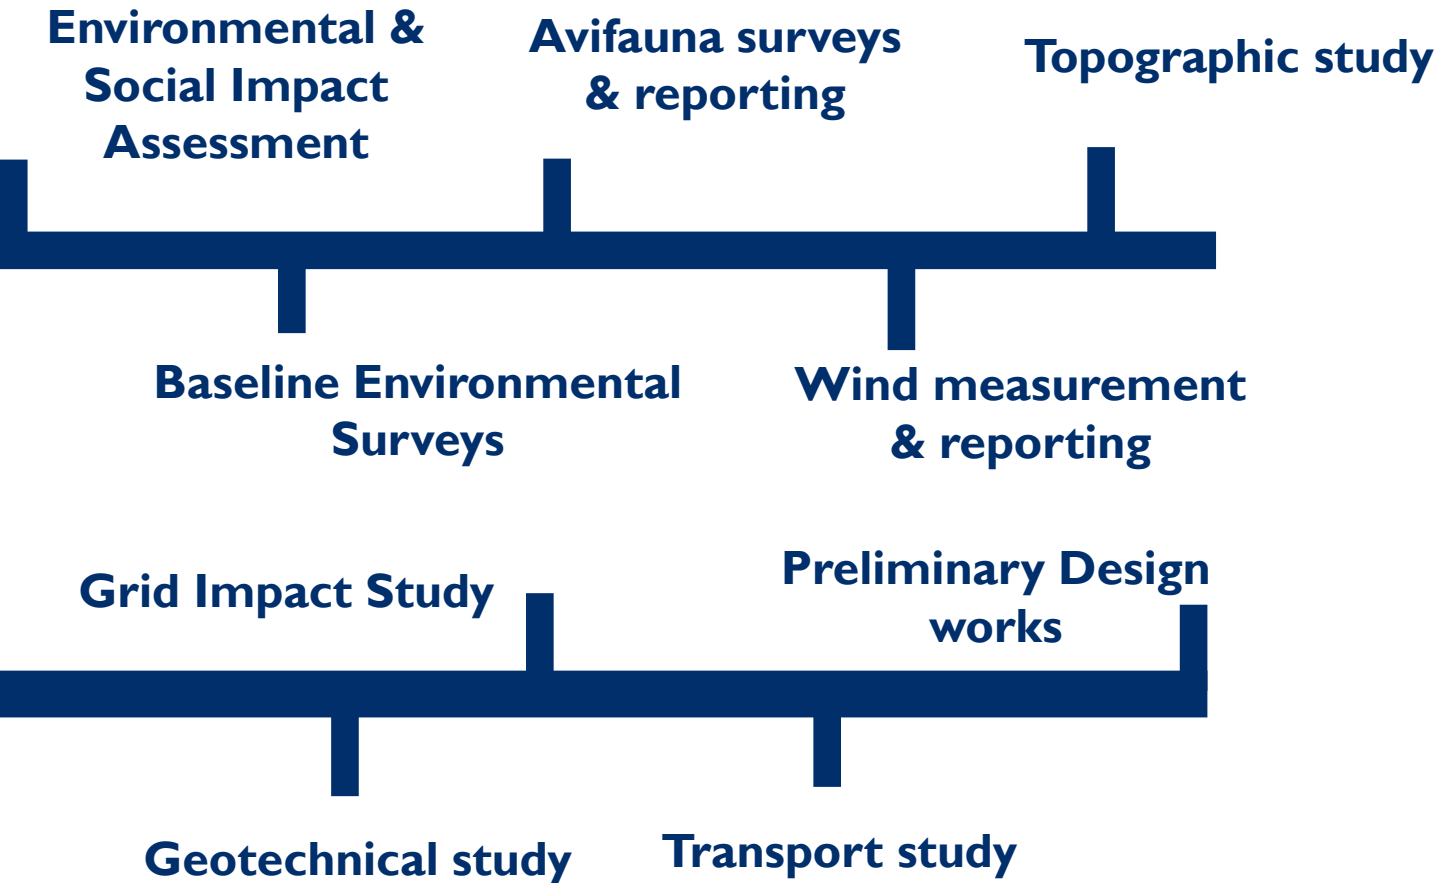 Environmental &
Social Impact
Assessment
Avifauna surveys
& reporting
Topographic study
Baseline Environmental
Surveys
Wind measurement
& reporting
Grid Impact Study
Preliminary Design
works
Geotechnical study
Transport study